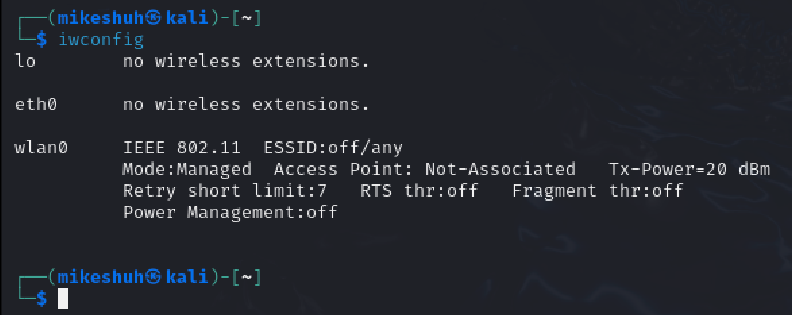 ┌──(mikeshuh㉿kali)-[~]
└─$ iwconfig
lo        no wireless extensions.
eth0      no wireless extensions.
wlan0     IEEE 802.11  ESSID:off/any
          Mode:Managed  Access Point: Not-Associated   Tx-Power=20 dBm
          Retry short limit:7   RTS thr:off   Fragment thr:off
          Power Management:off
┌──(mikeshuh㉿kali)-[~]
└─$